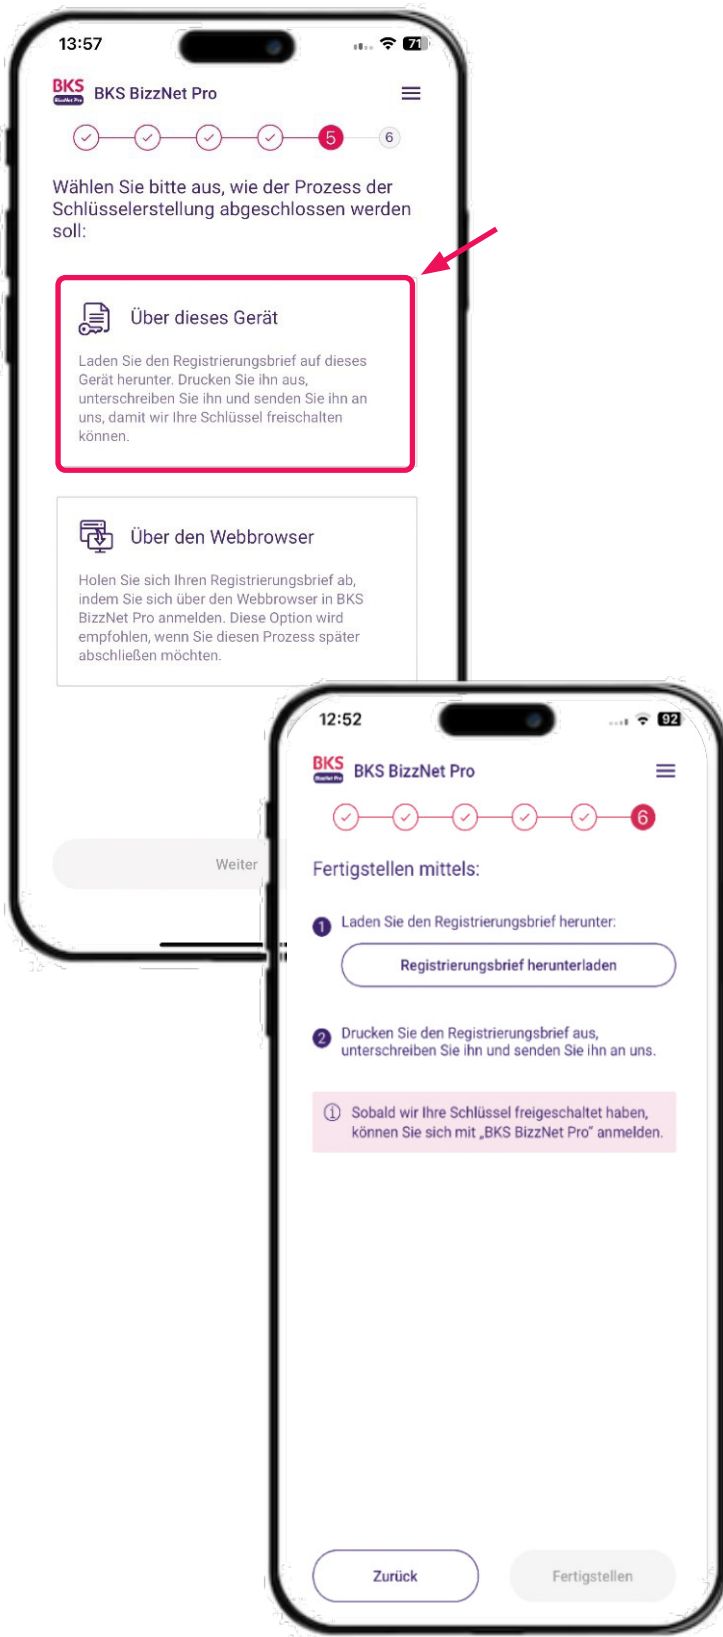 13:57
71
BKS
BizzNet Pro
BKS BizzNet Pro
5
6
Wählen Sie bitte aus, wie der Prozess der
Schlüsselerstellung abgeschlossen werden
soll:
Über dieses Gerät
Laden Sie den Registrierungsbrief auf dieses
Gerät herunter. Drucken Sie ihn aus,
unterschreiben Sie ihn und senden Sie ihn an
uns, damit wir Ihre Schlüssel freischalten
können.
Über den Webbrowser
Holen Sie sich Ihren Registrierungsbrief ab,
indem Sie sich über den Webbrowser in BKS
BizzNet Pro anmelden. Diese Option wird
empfohlen, wenn Sie diesen Prozess später
abschließen möchten.
Weiter
12:52
92
BKS
BizzNet Pro
BKS BizzNet Pro
6
Fertigstellen mittels:
1 Laden Sie den Registrierungsbrief herunter:
Registrierungsbrief herunterladen
2 Drucken Sie den Registrierungsbrief aus,
unterschreiben Sie ihn und senden Sie ihn an uns.
Sobald wir Ihre Schlüssel freigeschaltet haben,
können Sie sich mit „BKS BizzNet Pro“ anmelden.
Zurück
Fertigstellen